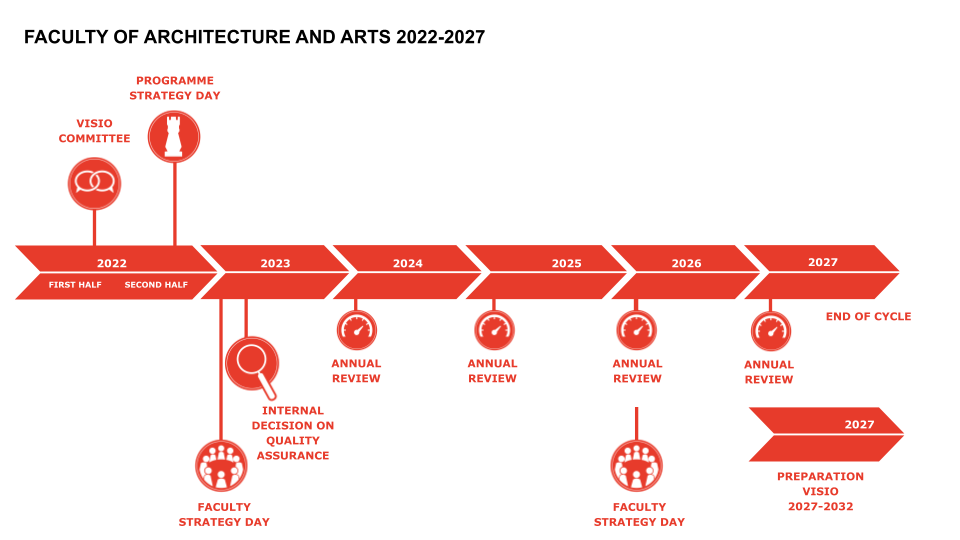 FACULTY OF ARCHITECTURE AND ARTS 2022-2027
PROGRAMME
STRATEGY DAY
VISIO
COMMITTEE
2022
FIRST HALF
SECOND HALF
2023
2024
2025
2026
2027
END OF CYCLE
ANNUAL
REVIEW
ANNUAL
REVIEW
ANNUAL
REVIEW
ANNUAL
REVIEW
INTERNAL
DECISION ON
QUALITY
ASSURANCE
FACULTY
STRATEGY DAY
FACULTY
STRATEGY DAY
2027
PREPARATION
VISIO
2027-2032